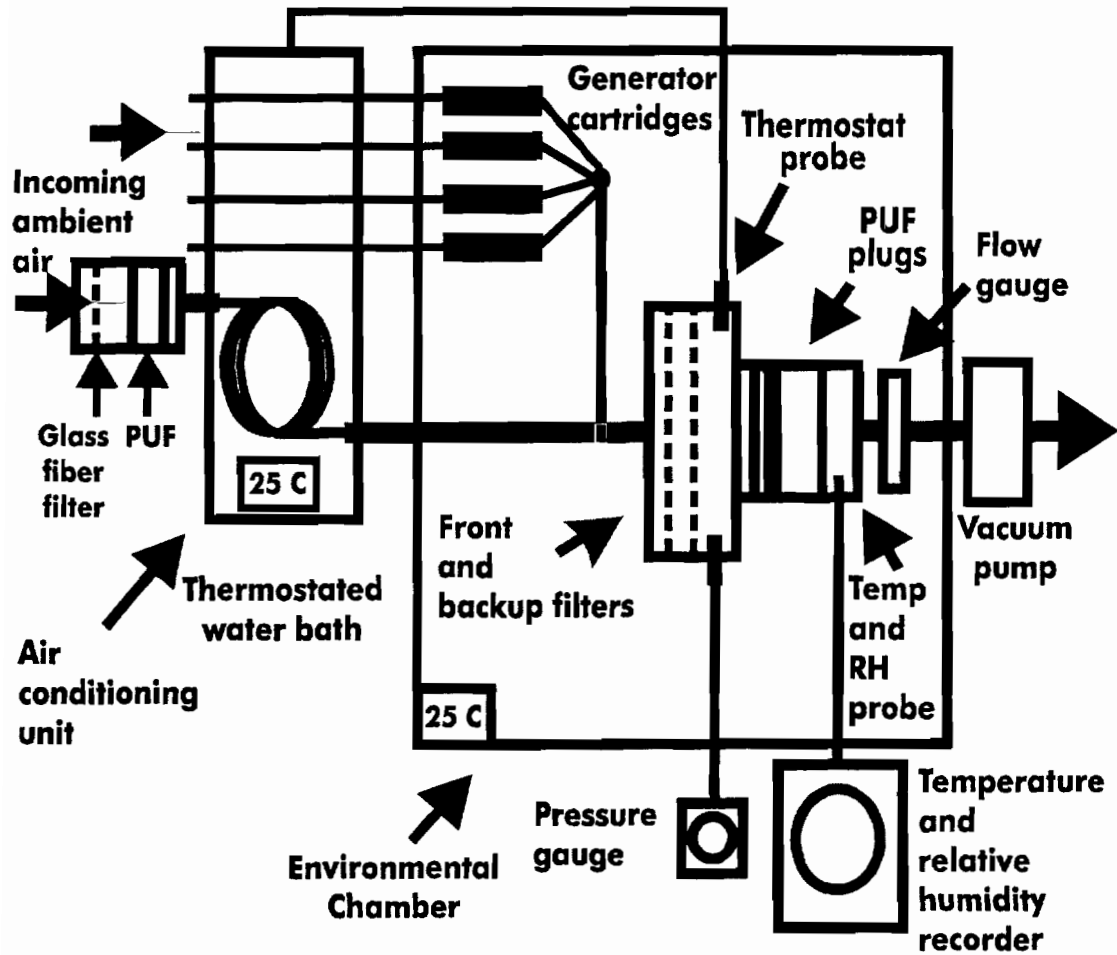 Generator
cartridges
Thermostat
probe
PUF
plugs
Flow
gauge
Incoming
ambient
air
Glass
fiber
filter
PUF
25 C
Front
and
backup filters
Vacuum
pump
Thermostated
water bath
Temp
and
RH
probe
Air
conditioning
unit
25 C
Environmental
Chamber
Pressure
gauge
Temperature
and
relative
humidity
recorder